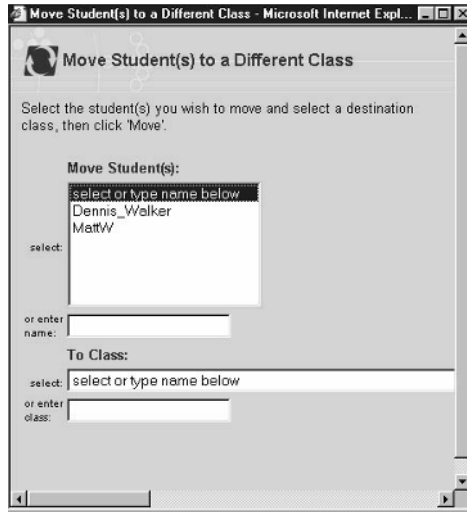 Move Student(s) to a Different Class - Microsoft Internet Expl...
Move Student(s) to a Different Class
Select the student(s) you wish to move and select a destination
class, then click 'Move'.
Move Student(s):
select or type name below
Dennis_Walker
MattW
select:
or enter
name:
To Class:
select: select or type name below
or enter
class: